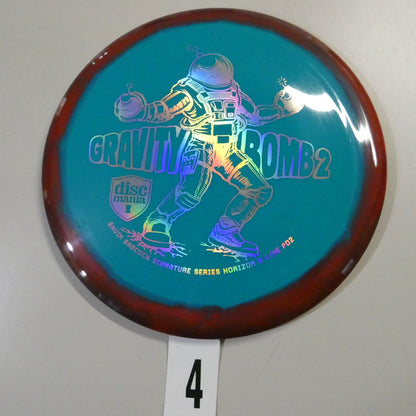 GRAVITY BOMB 2
disc
mania
GAVIN BABCOCK SIGNATURE SERIES HORIZON S-LINE PD2
4